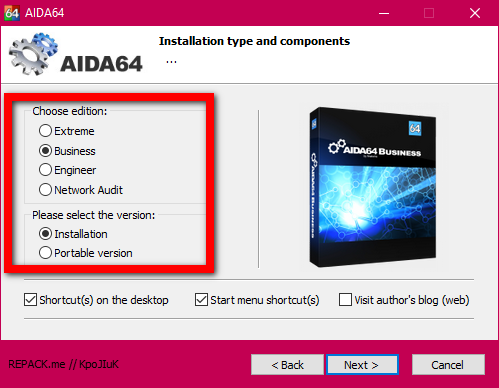 64 AIDA64
AIDA64
Installation type and components
...
Choose edition:
Extreme
Business
Engineer
Network Audit
Please select the version:
Installation
Portable version
64
AIDA64 BUSINESS
AIDA64 Business
Shortcut(s) on the desktop
Start menu shortcut(s)
Visit author's blog (web)
REPACK.me // KpoJIuK
< Back
Next >
Cancel